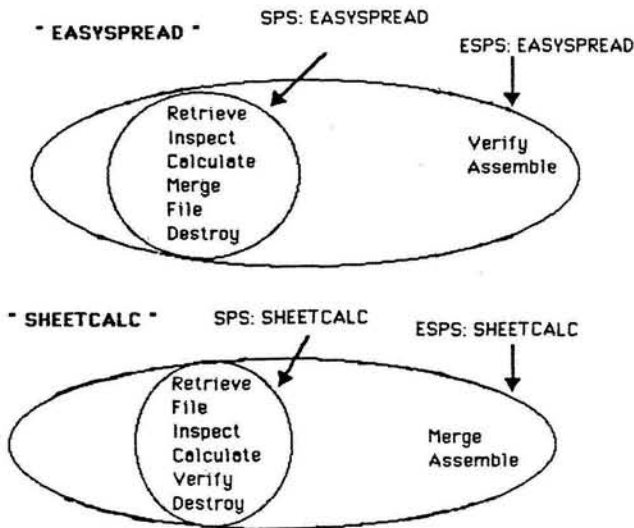 " EASYSPREAD "
SPS: EASYSPREAD
ESPS: EASYSPREAD
Retrieve
Inspect
Calculate
Merge
File
Destroy
Verify
Assemble
" SHEETCALC "
SPS: SHEETCALC
ESPS: SHEETCALC
Retrieve
File
Inspect
Calculate
Verify
Destroy
Merge
Assemble